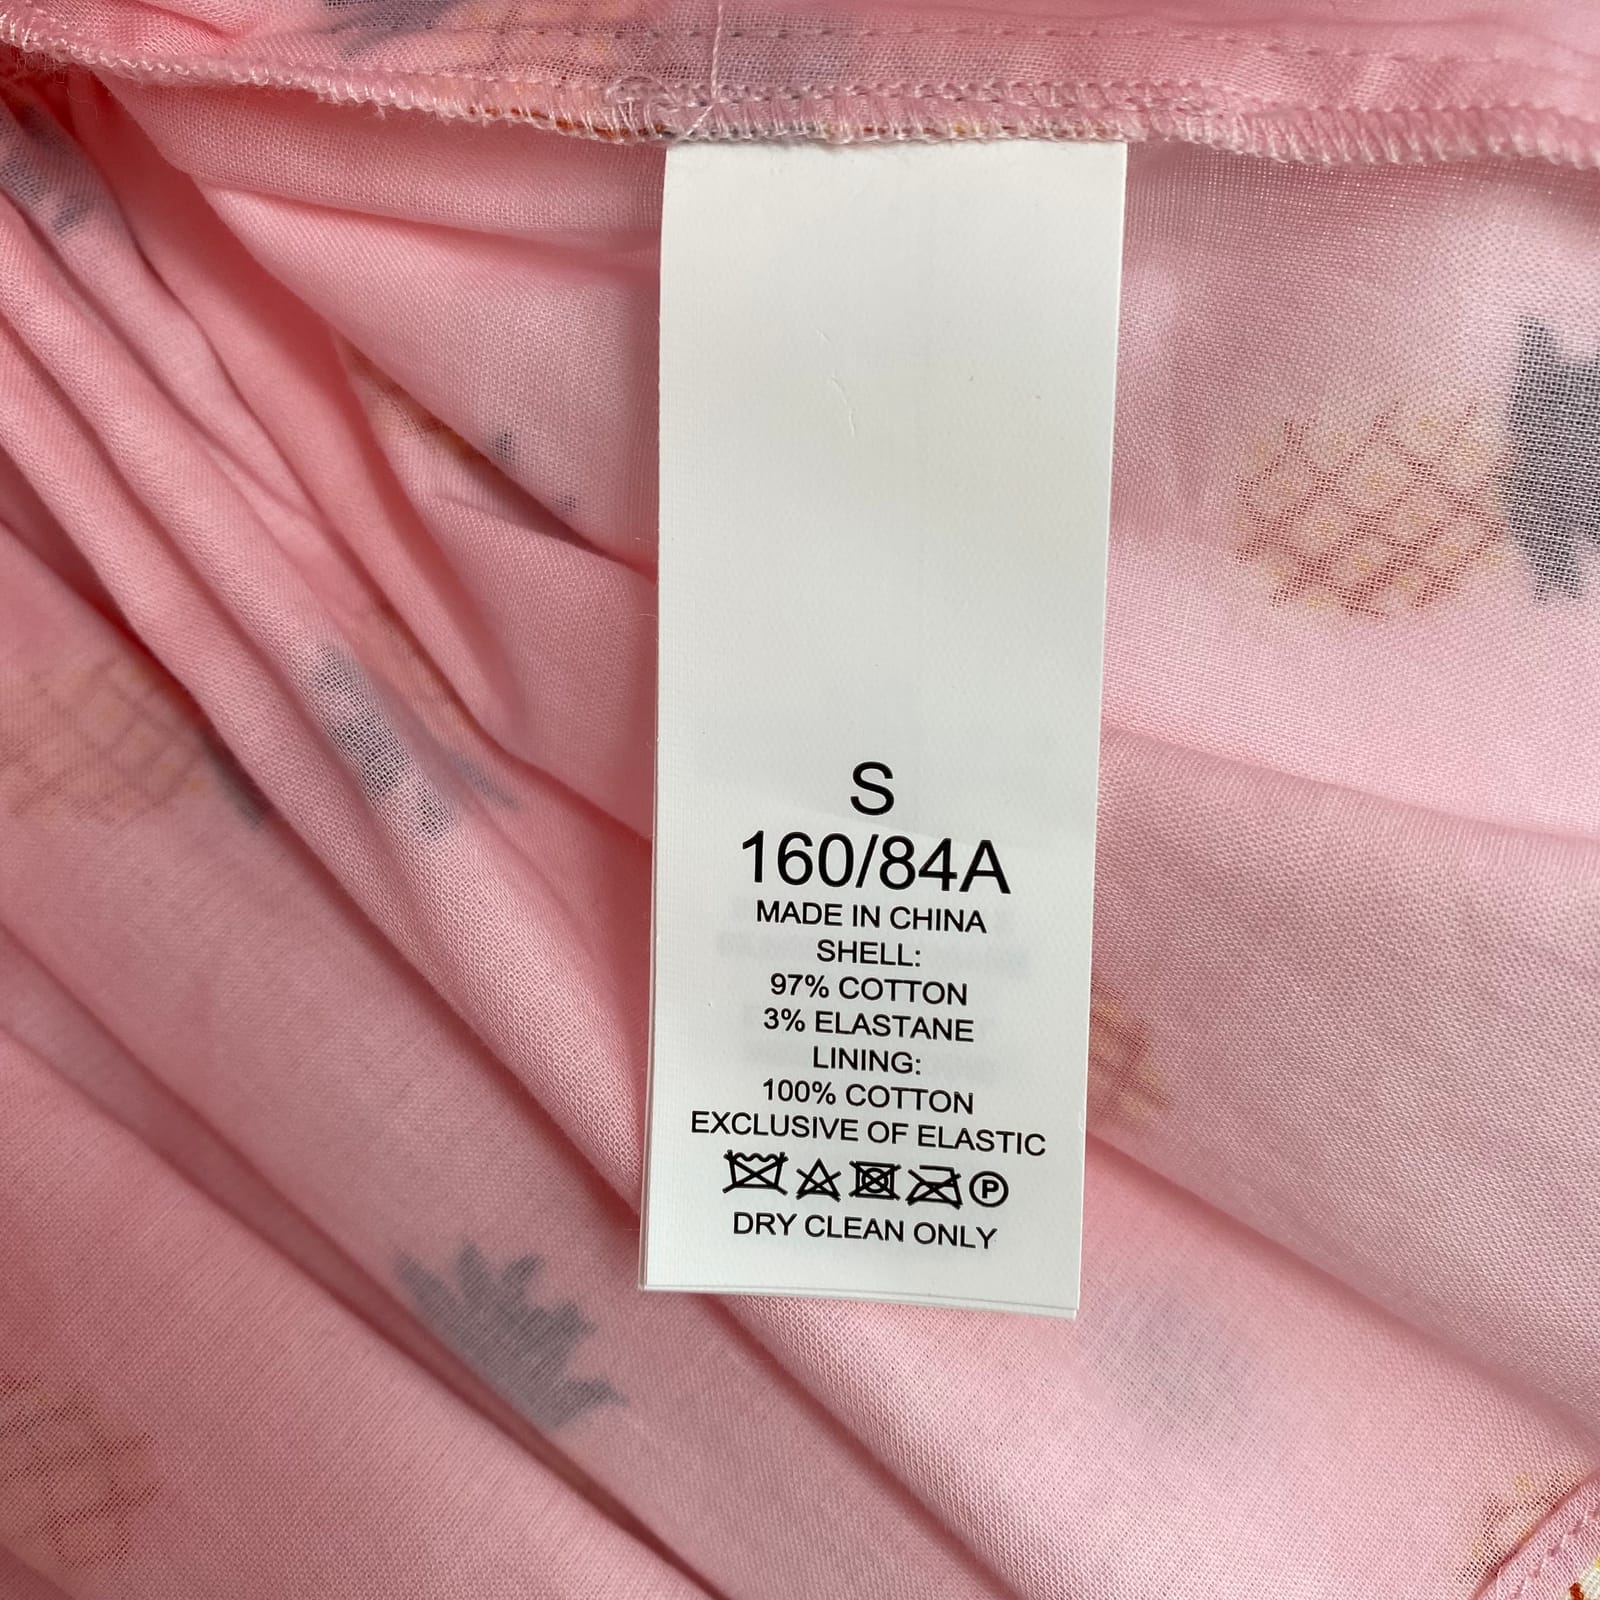 S
160/84A
MADE IN CHINA
SHELL:
97% COTTON
3% ELASTANE
LINING:
100% COTTON
EXCLUSIVE OF ELASTIC
P
DRY CLEAN ONLY